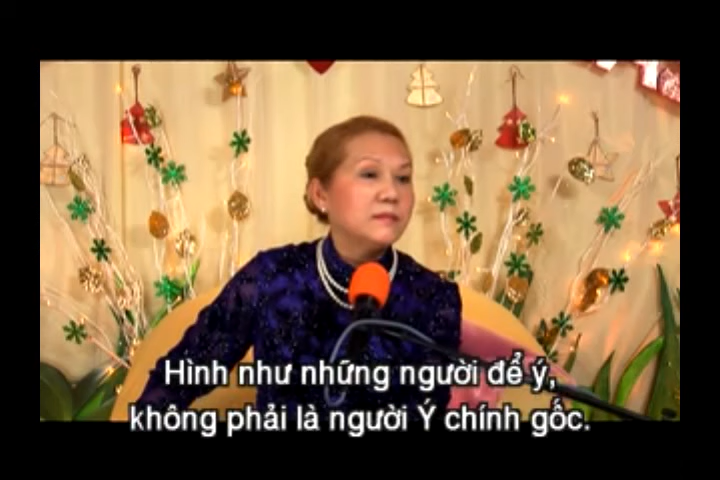 Hình như những người để ý,
không phải là người Ý chính gốc.